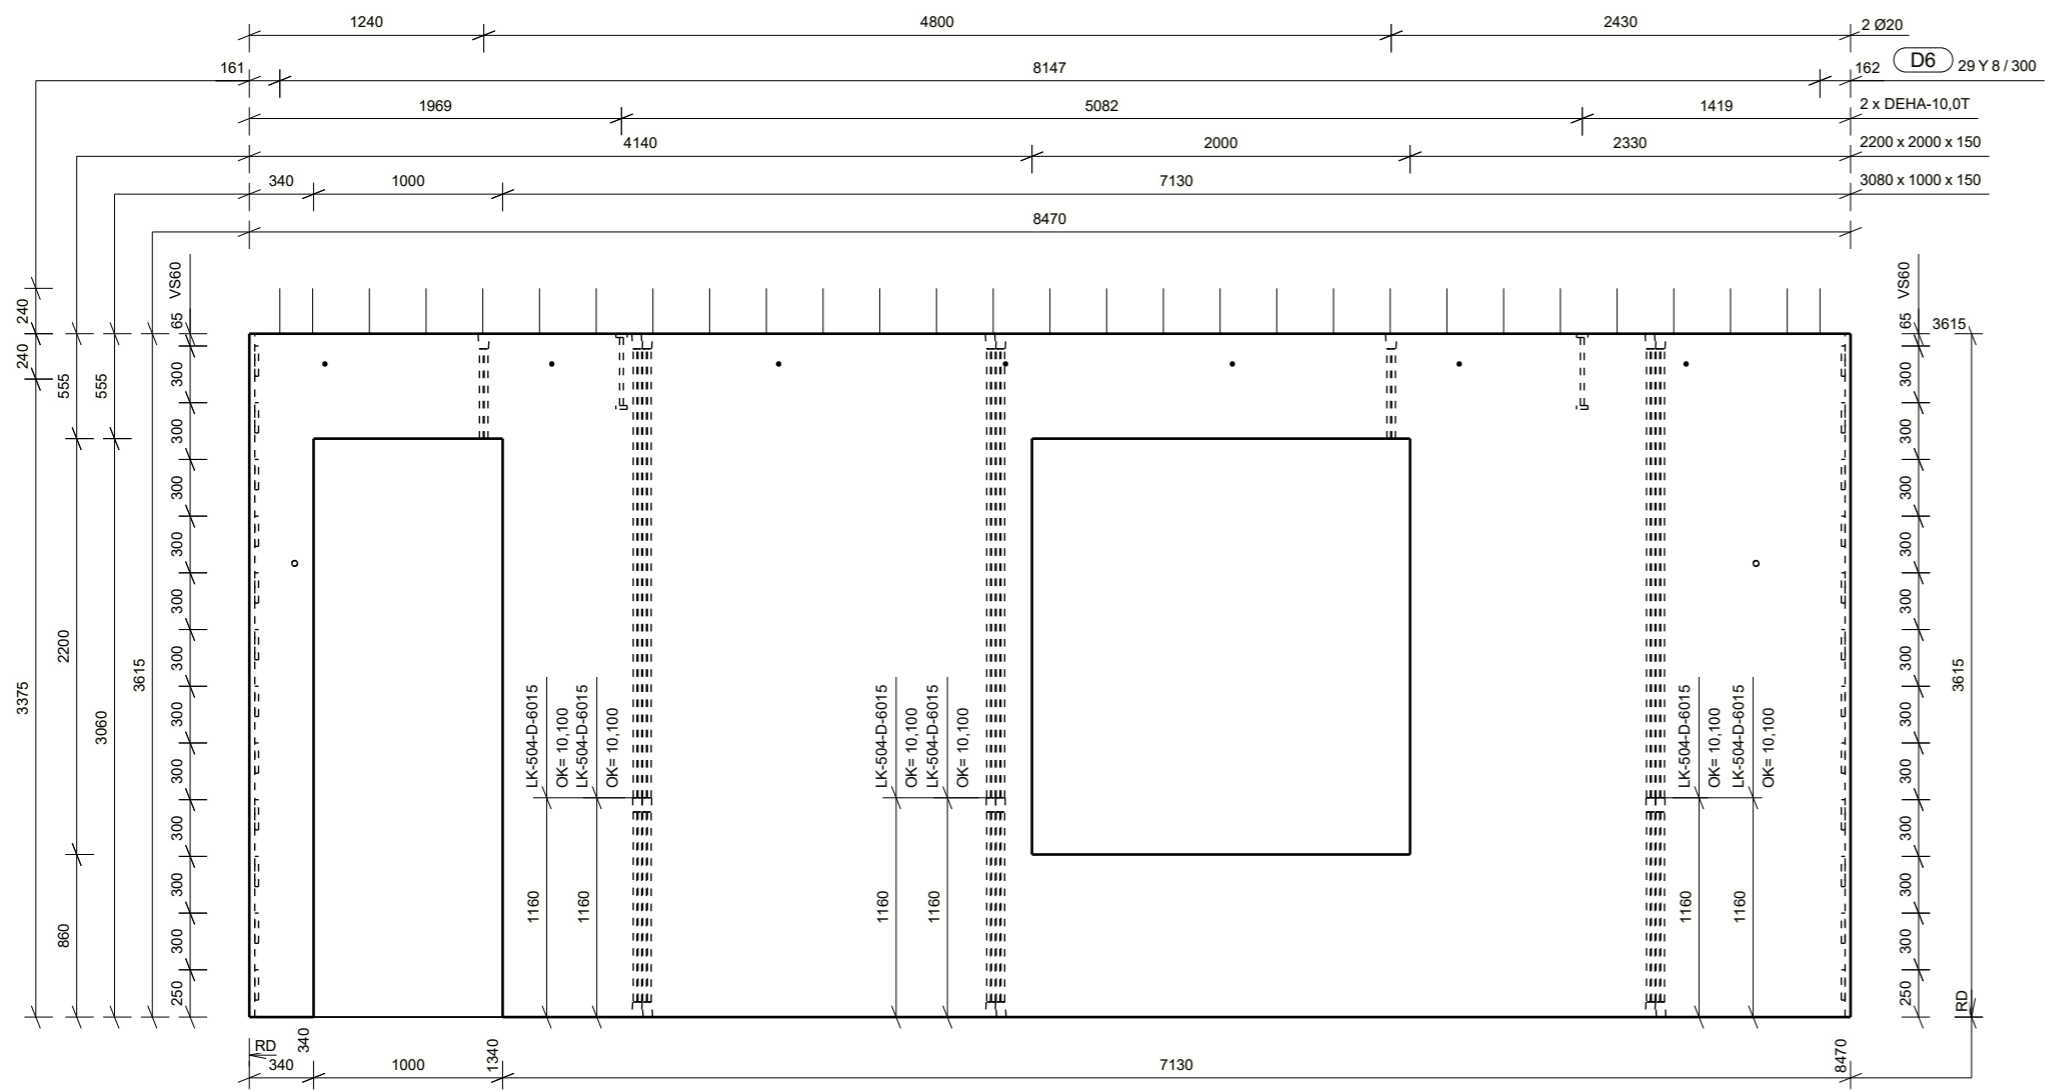 1240 4800 2430 2 Ø20
161 8147 162 D6 29 Y 8 / 300
1969 5082 1419 2 x DEHA-10,0T
4140 2000 2330 2200 x 2000 x 150
340 1000 7130 3080 x 1000 x 150
8470
240
240
3375
555
2200
860
555
3060
3615
VS60
65
300
300
300
300
300
300
300
300
300
300
300
250
LK-504-D-6015
OK= 10,100
LK-504-D-6015
OK= 10,100
1160
1160
LK-504-D-6015
OK= 10,100
LK-504-D-6015
OK= 10,100
1160
1160
LK-504-D-6015
OK= 10,100
LK-504-D-6015
OK= 10,100
1160
1160
VS60
65
300
300
300
300
300
300
300
300
300
300
300
250
3615
3615
RD
RD
340
1340
8470
340 1000 7130